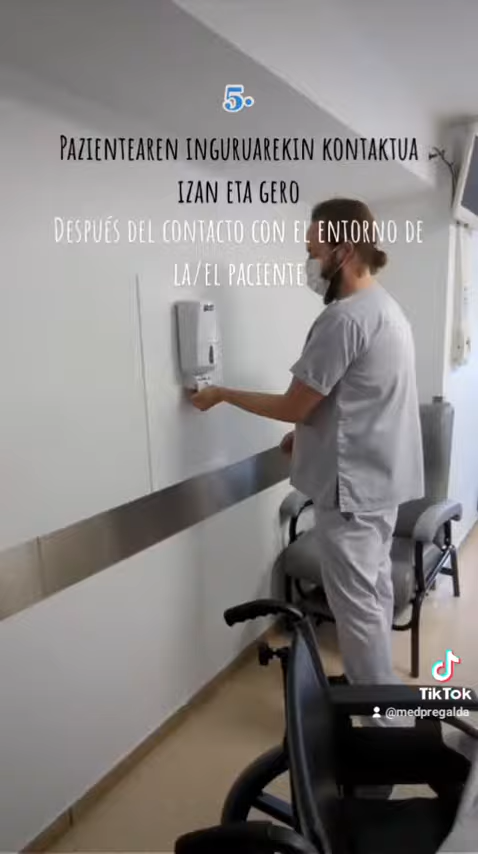 5.
PAZIENTEAREN INGURUAREKIN KONTAKTUA
IZAN ETA GERO
DESPUÉS DEL CONTACTO CON EL ENTORNO DE
LA/EL PACIENTE
TikTok
@medpregalda